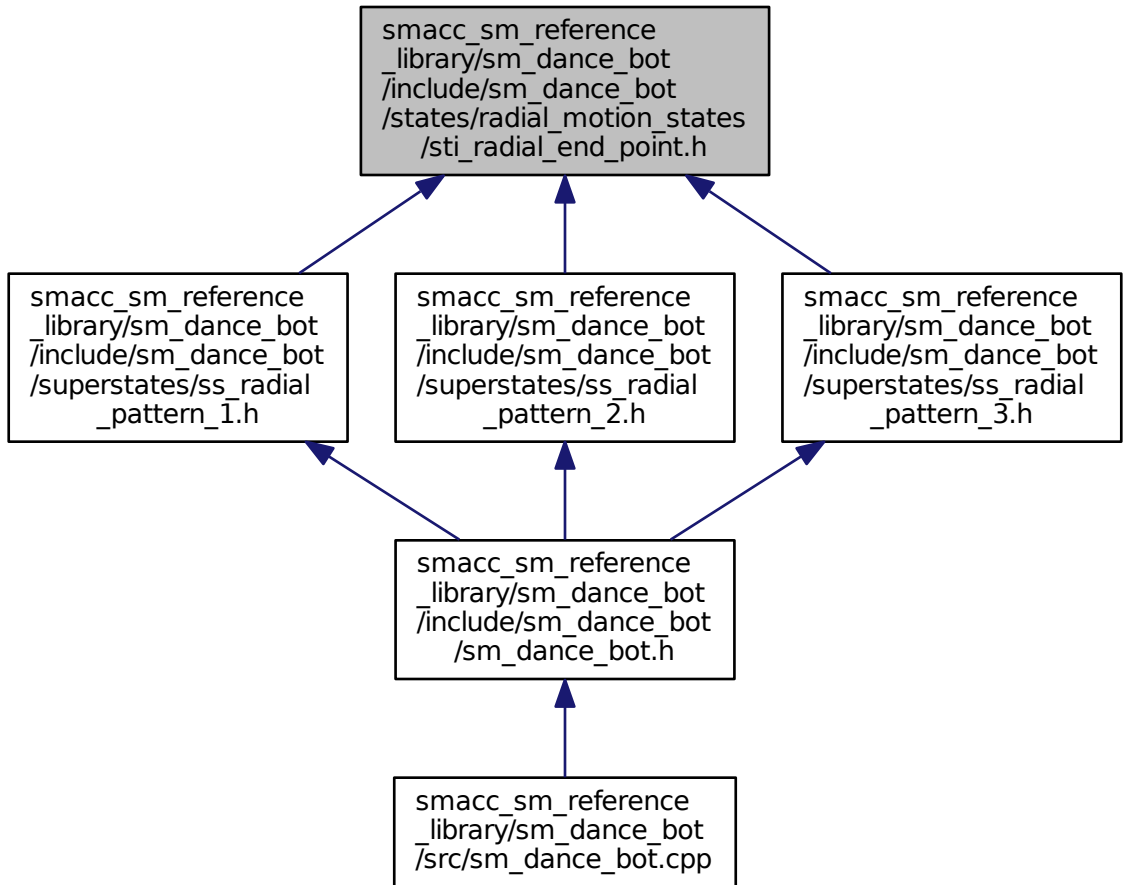 smacc_sm_reference
_library/sm_dance_bot
/include/sm_dance_bot
/states/radial_motion_states
/sti_radial_end_point.h
smacc_sm_reference
_library/sm_dance_bot
/include/sm_dance_bot
/superstates/ss_radial
_pattern_1.h
smacc_sm_reference
_library/sm_dance_bot
/include/sm_dance_bot
/superstates/ss_radial
_pattern_2.h
smacc_sm_reference
_library/sm_dance_bot
/include/sm_dance_bot
/superstates/ss_radial
_pattern_3.h
smacc_sm_reference
_library/sm_dance_bot
/include/sm_dance_bot
/sm_dance_bot.h
smacc_sm_reference
_library/sm_dance_bot
/src/sm_dance_bot.cpp